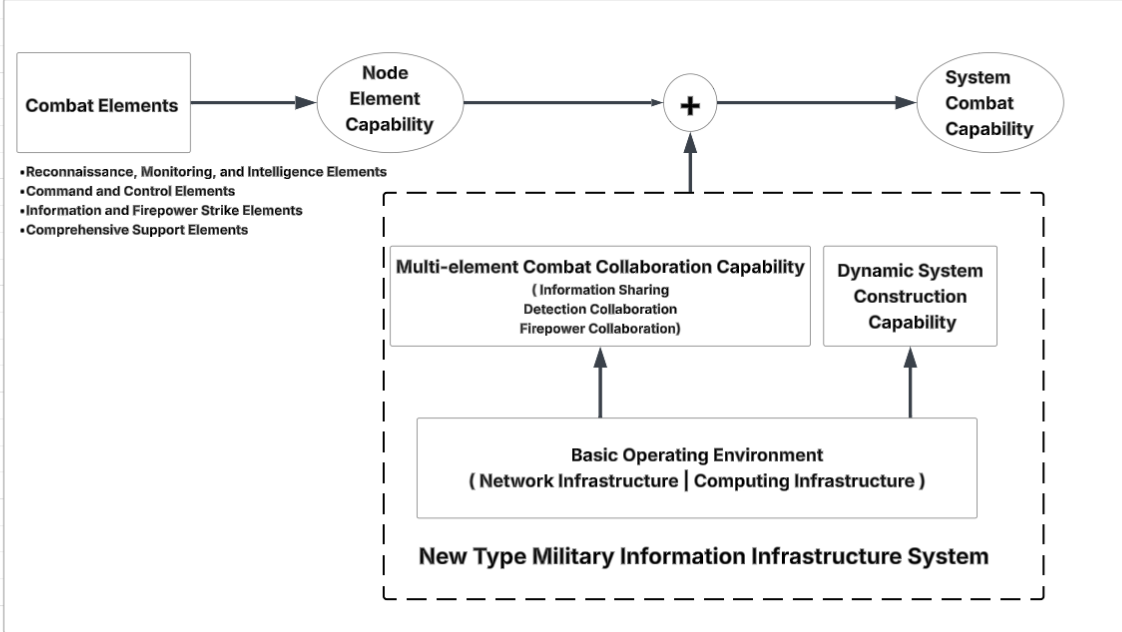 Combat Elements
Node
Element
Capability
+
System
Combat
Capability
▪Reconnaissance, Monitoring, and Intelligence Elements
▪Command and Control Elements
▪Information and Firepower Strike Elements
▪Comprehensive Support Elements
Multi-element Combat Collaboration Capability
( Information Sharing
Detection Collaboration
Firepower Collaboration)
Dynamic System
Construction
Capability
Basic Operating Environment
( Network Infrastructure | Computing Infrastructure )
New Type Military Information Infrastructure System